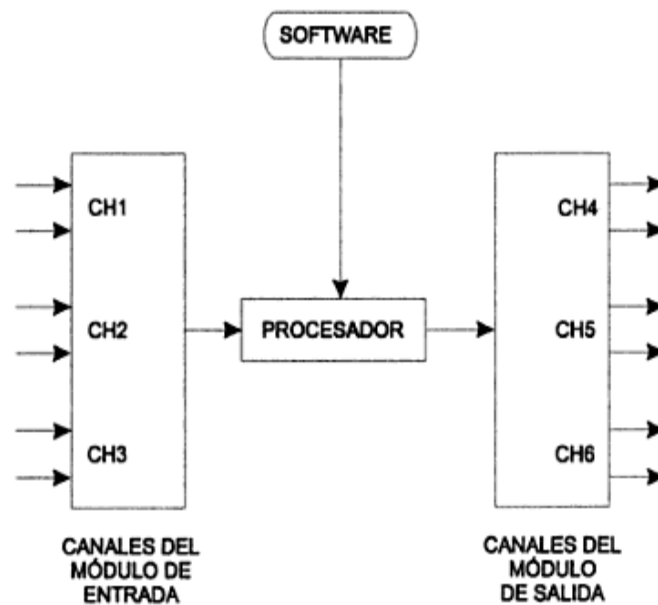 SOFTWARE
CH1
CH2
CH3
PROCESADOR
CH4
CH5
CH6
CANALES DEL
MÓDULO DE
ENTRADA
CANALES DEL
MÓDULO
DE SALIDA